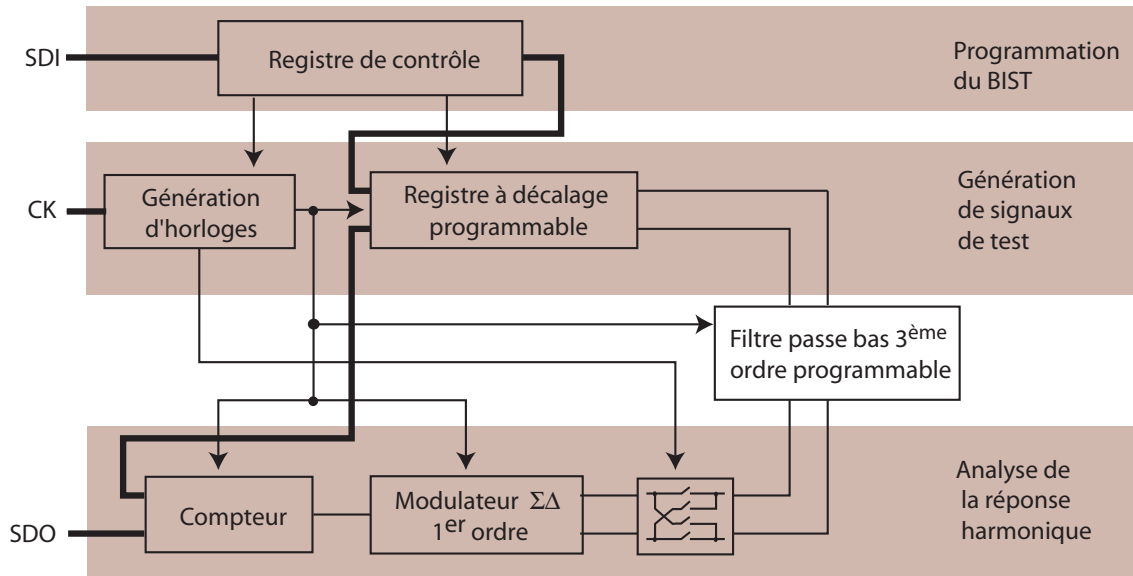 SDI
Registre de contrôle
Programmation
du BIST
CK
Génération
d'horloges
Registre à décalage
programmable
Génération
de signaux
de test
Filtre passe bas 3ème
ordre programmable
SDO
Compteur
Modulateur ΣΔ
1er ordre
Analyse de
la réponse
harmonique